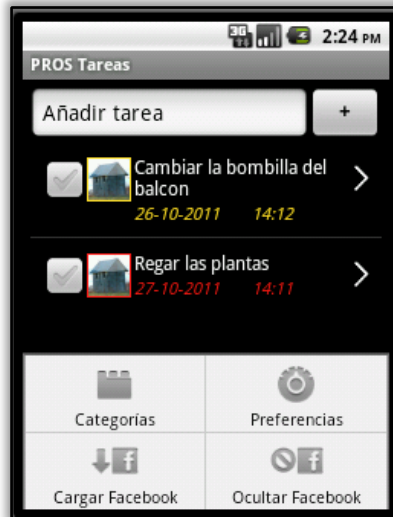 3G 2:24 PM
PROS Tareas
Añadir tarea +
Cambiar la bombilla del
balcon
26-10-2011 14:12
Regar las plantas
27-10-2011 14:11
Categorías Preferencias
Cargar Facebook Ocultar Facebook